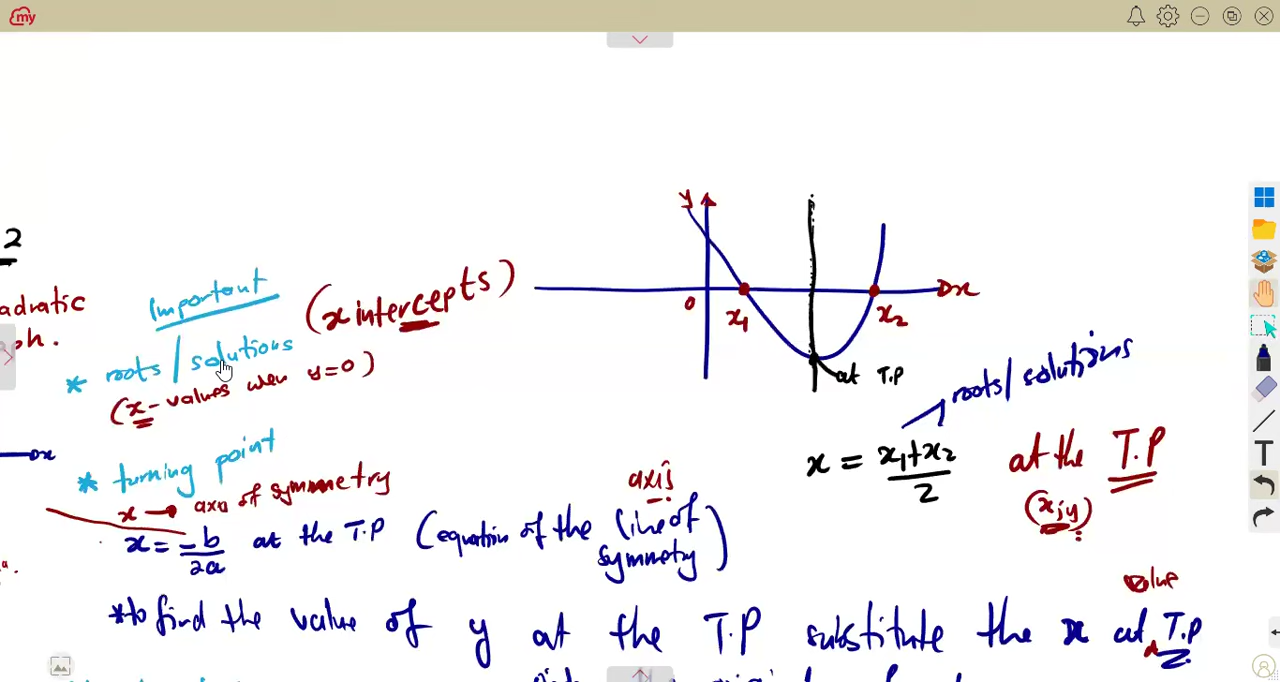 my
2
adratic
ph.
Important
(x intercepts)
* roots/solutions
(x-values when y=0)
* turning point
x → axis of symmetry
x = -b/2a at the T.P (equation of the line of symmetry)
axis
y
0
x1
x2
x
at T.P
roots/solutions
x = x1+x2/2 at the T.P
(x;y)
x
*to find the value of y at the T.P substitute the x at T.P
value
T